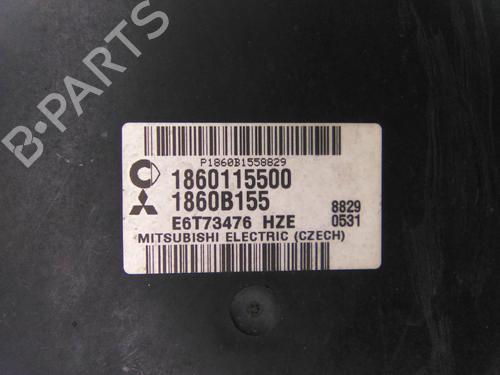 B-PARTS
P1860B1558829
1860115500
1860B155
8829
E6T73476 HZE
0531
MITSUBISHI ELECTRIC (CZECH)